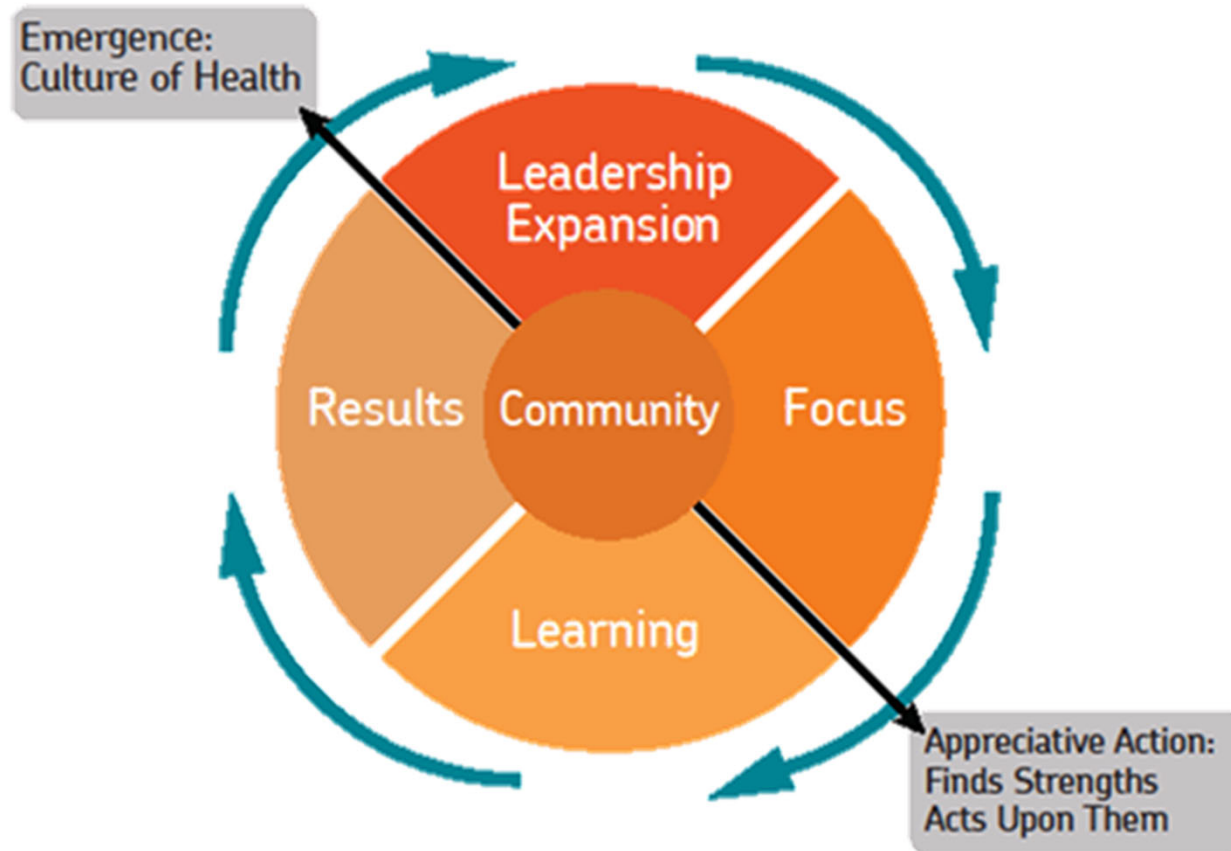 Emergence:
Culture of Health
Leadership
Expansion
Results
Community
Focus
Learning
Appreciative Action:
Finds Strengths
Acts Upon Them